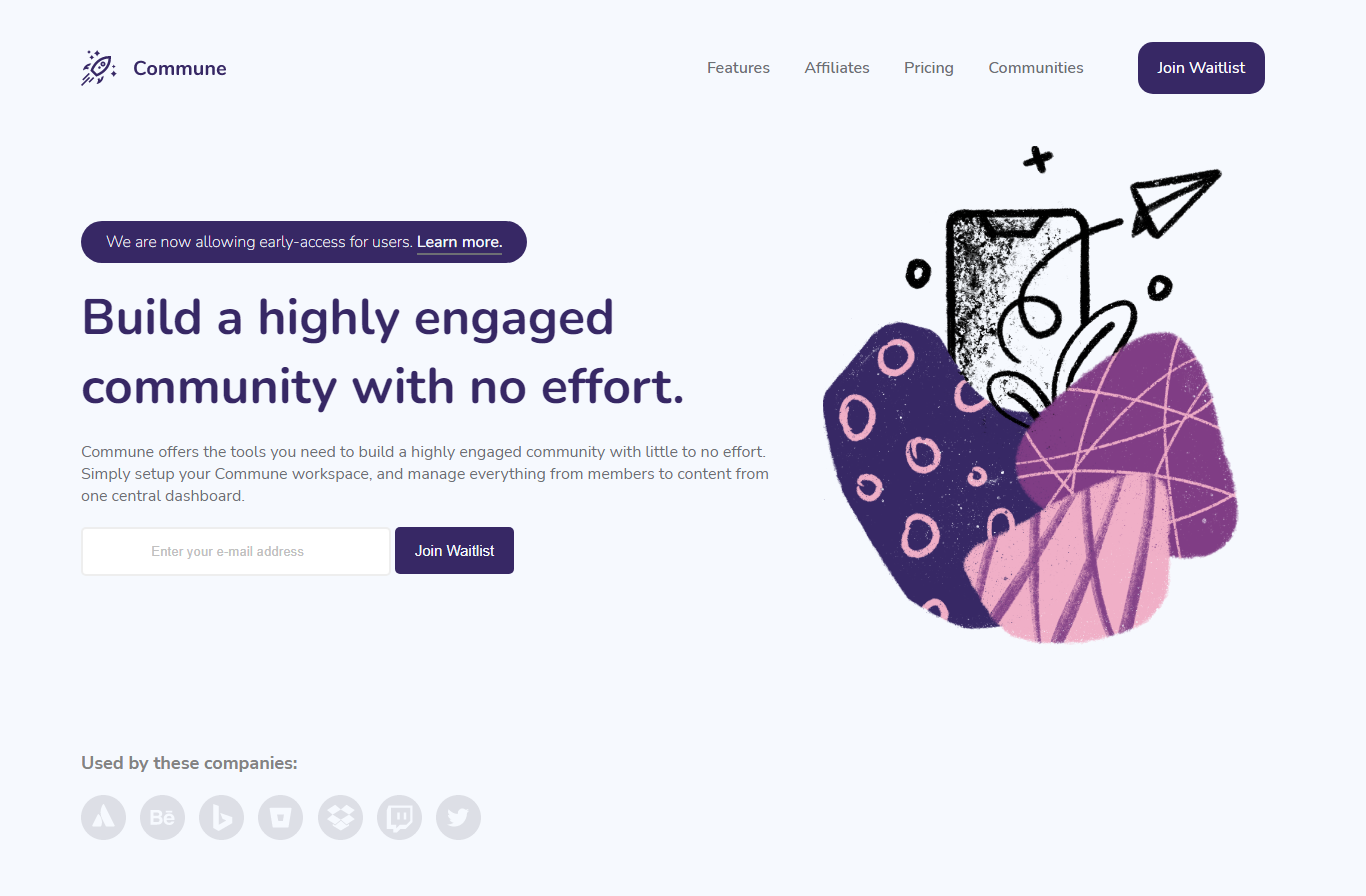 Commune
Features
Affiliates
Pricing
Communities
Join Waitlist
We are now allowing early-access for users. Learn more.
Build a highly engaged
community with no effort.
Commune offers the tools you need to build a highly engaged community with little to no effort.
Simply setup your Commune workspace, and manage everything from members to content from
one central dashboard.
Enter your e-mail address
Join Waitlist
Used by these companies:
Bē